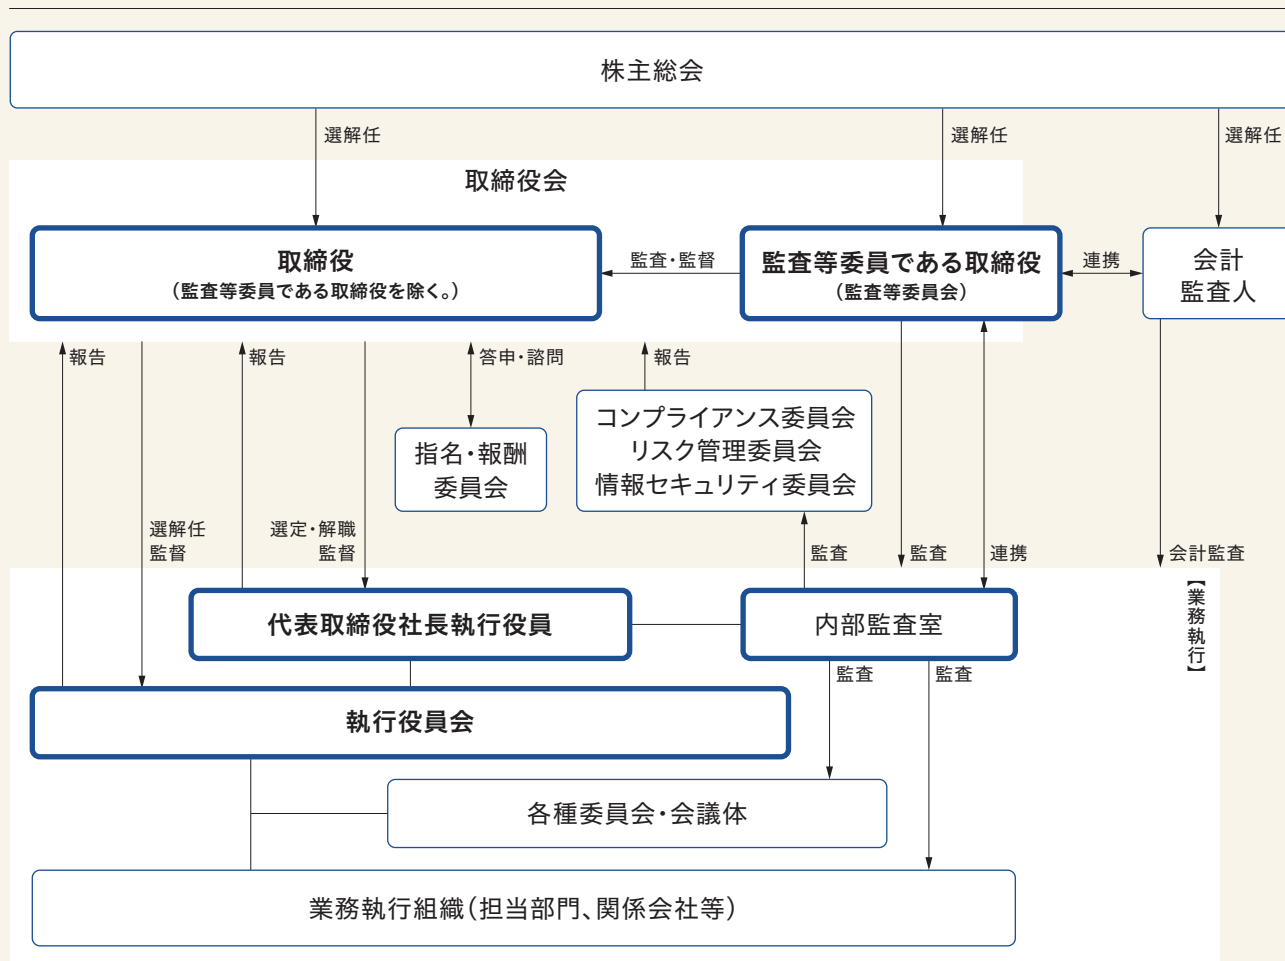 株主総会
選解任
選解任
選解任
取締役会
取締役
(監査等委員である取締役を除く。)
監査・監督
監査等委員である取締役
(監査等委員会)
連携
会計
監査人
報告
報告
答申・諮問
報告
指名・報酬
委員会
コンプライアンス委員会
リスク管理委員会
情報セキュリティ委員会
選解任
監督
選定・解職
監督
監査
監査
連携
会計監査
【業務執行】
代表取締役社長執行役員
内部監査室
監査
監査
執行役員会
各種委員会・会議体
業務執行組織(担当部門、関係会社等)